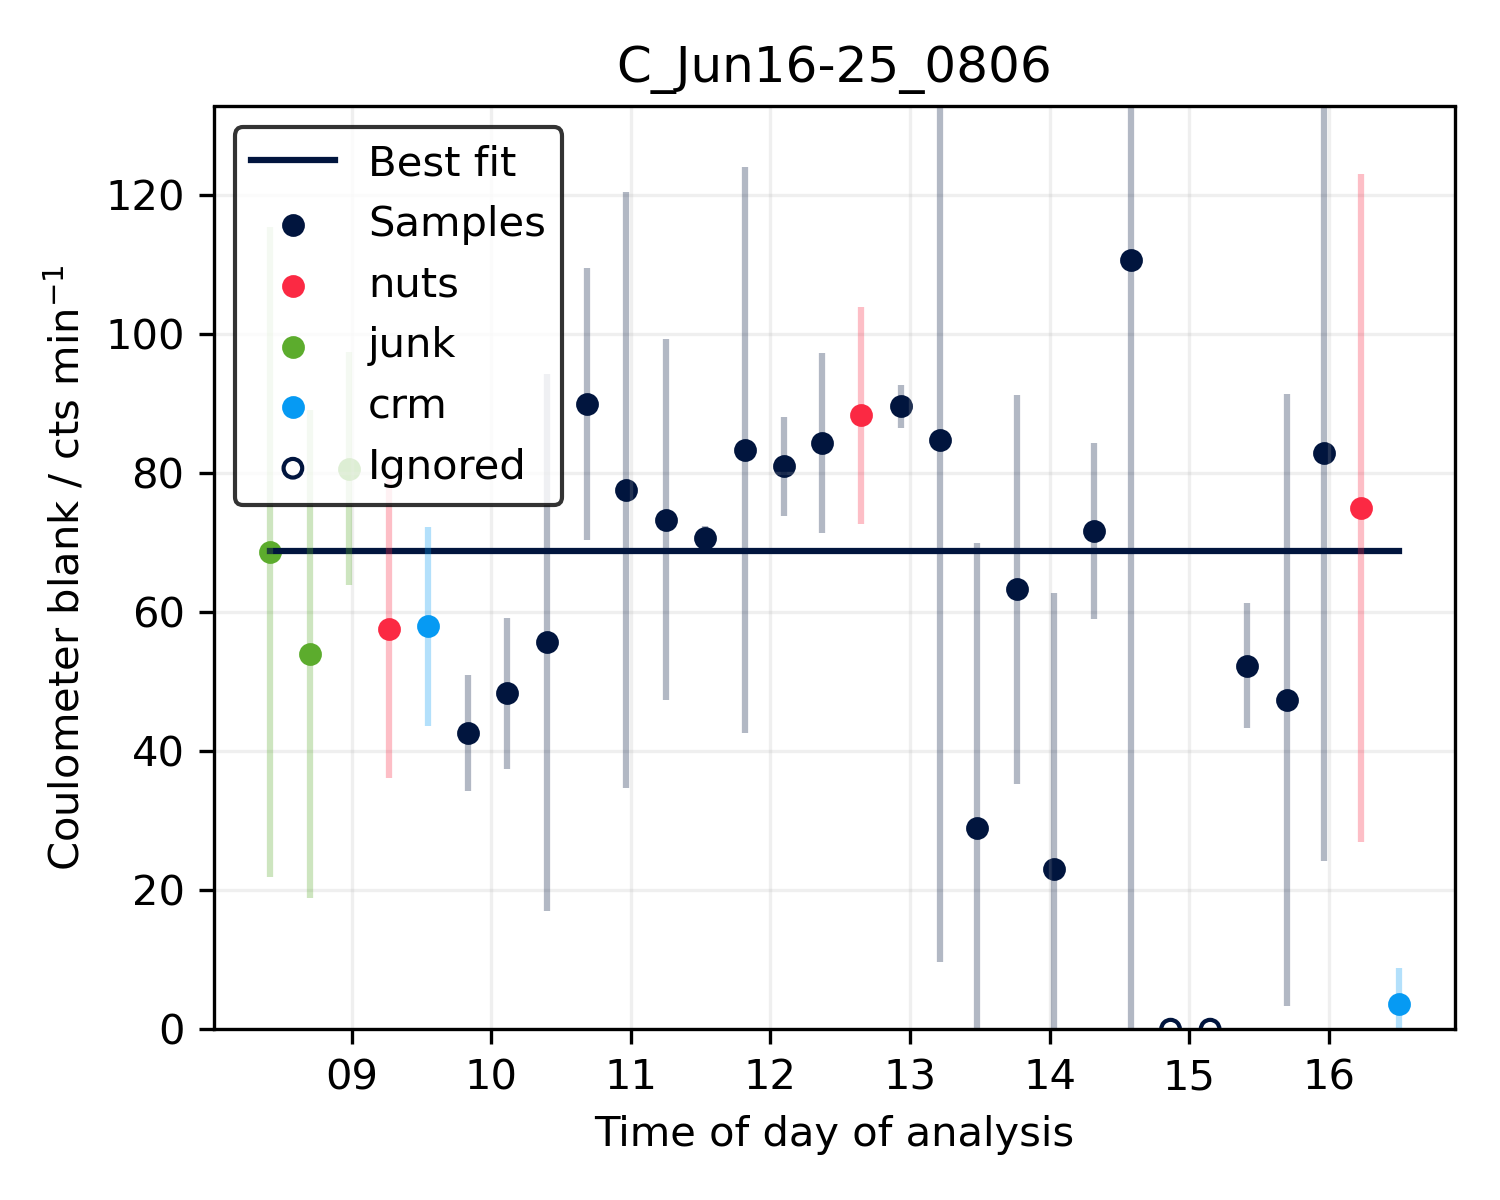 C_Jun16-25_0806
Best fit
Samples
nuts
junk
crm
Ignored
120
100
80
60
40
20
0
Coulometer blank / cts min⁻¹
09 10 11 12 13 14 15 16
Time of day of analysis